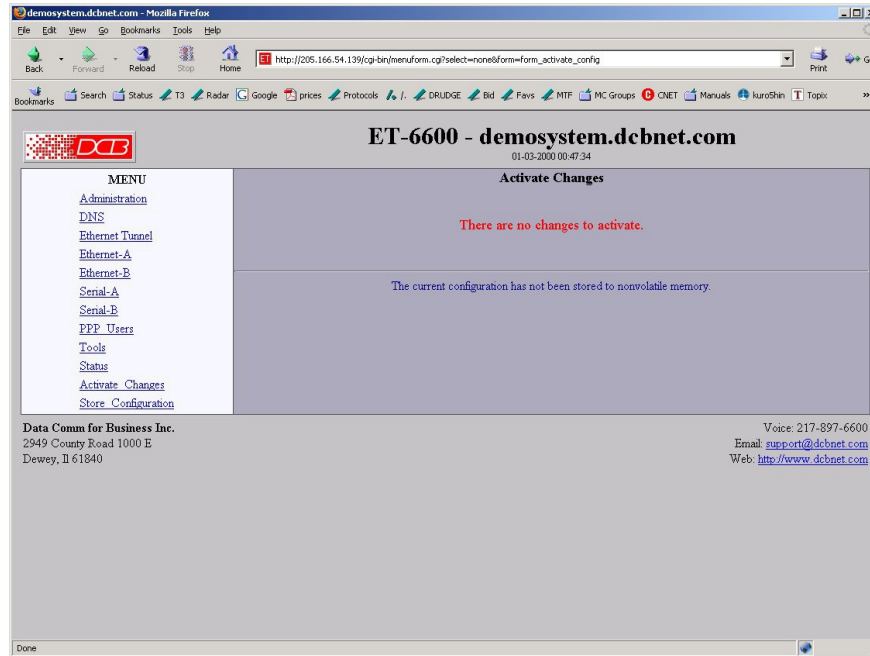 demosystem.dcbnet.com - Mozilla Firefox
File Edit View Go Bookmarks Tools Help
Back Forward Reload Stop Home http://205.166.54.139/cgi-bin/menuform.cgi?select=none&form=form_activate_config Print G
Bookmarks Search Status T3 Radar Google prices Protocols /. DRUDGE Bid Favs MTF MC Groups CNET Manuals kuro5hin Topix »
DCB
ET-6600 - demosystem.dcbnet.com
01-03-2000 00:47:34
MENU
Administration
DNS
Ethernet Tunnel
Ethernet-A
Ethernet-B
Serial-A
Serial-B
PPP Users
Tools
Status
Activate Changes
Store Configuration
Activate Changes
There are no changes to activate.
The current configuration has not been stored to nonvolatile memory.
Data Comm for Business Inc.
2949 County Road 1000 E
Dewey, Il 61840
Voice: 217-897-6600
Email: support@dcbnet.com
Web: http://www.dcbnet.com
Done